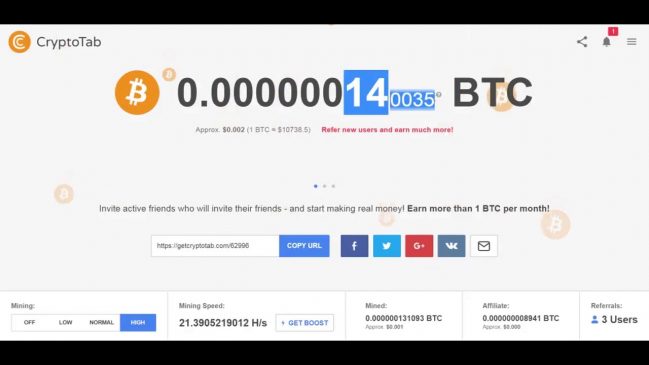 CryptoTab
1
0.00000014 0035 BTC
Approx. $0.002 (1 BTC = $10738.5) Refer new users and earn much more!
Invite active friends who will invite their friends - and start making real money! Earn more than 1 BTC per month!
https://getcryptotab.com/62996 COPY URL
Mining: Mining Speed: Mined: Affiliate: Referrals:
OFF LOW NORMAL HIGH 21.3905219012 H/s GET BOOST 0.000000131093 BTC 0.000000008941 BTC 3 Users
Approx. $0.001 Approx. $0.000